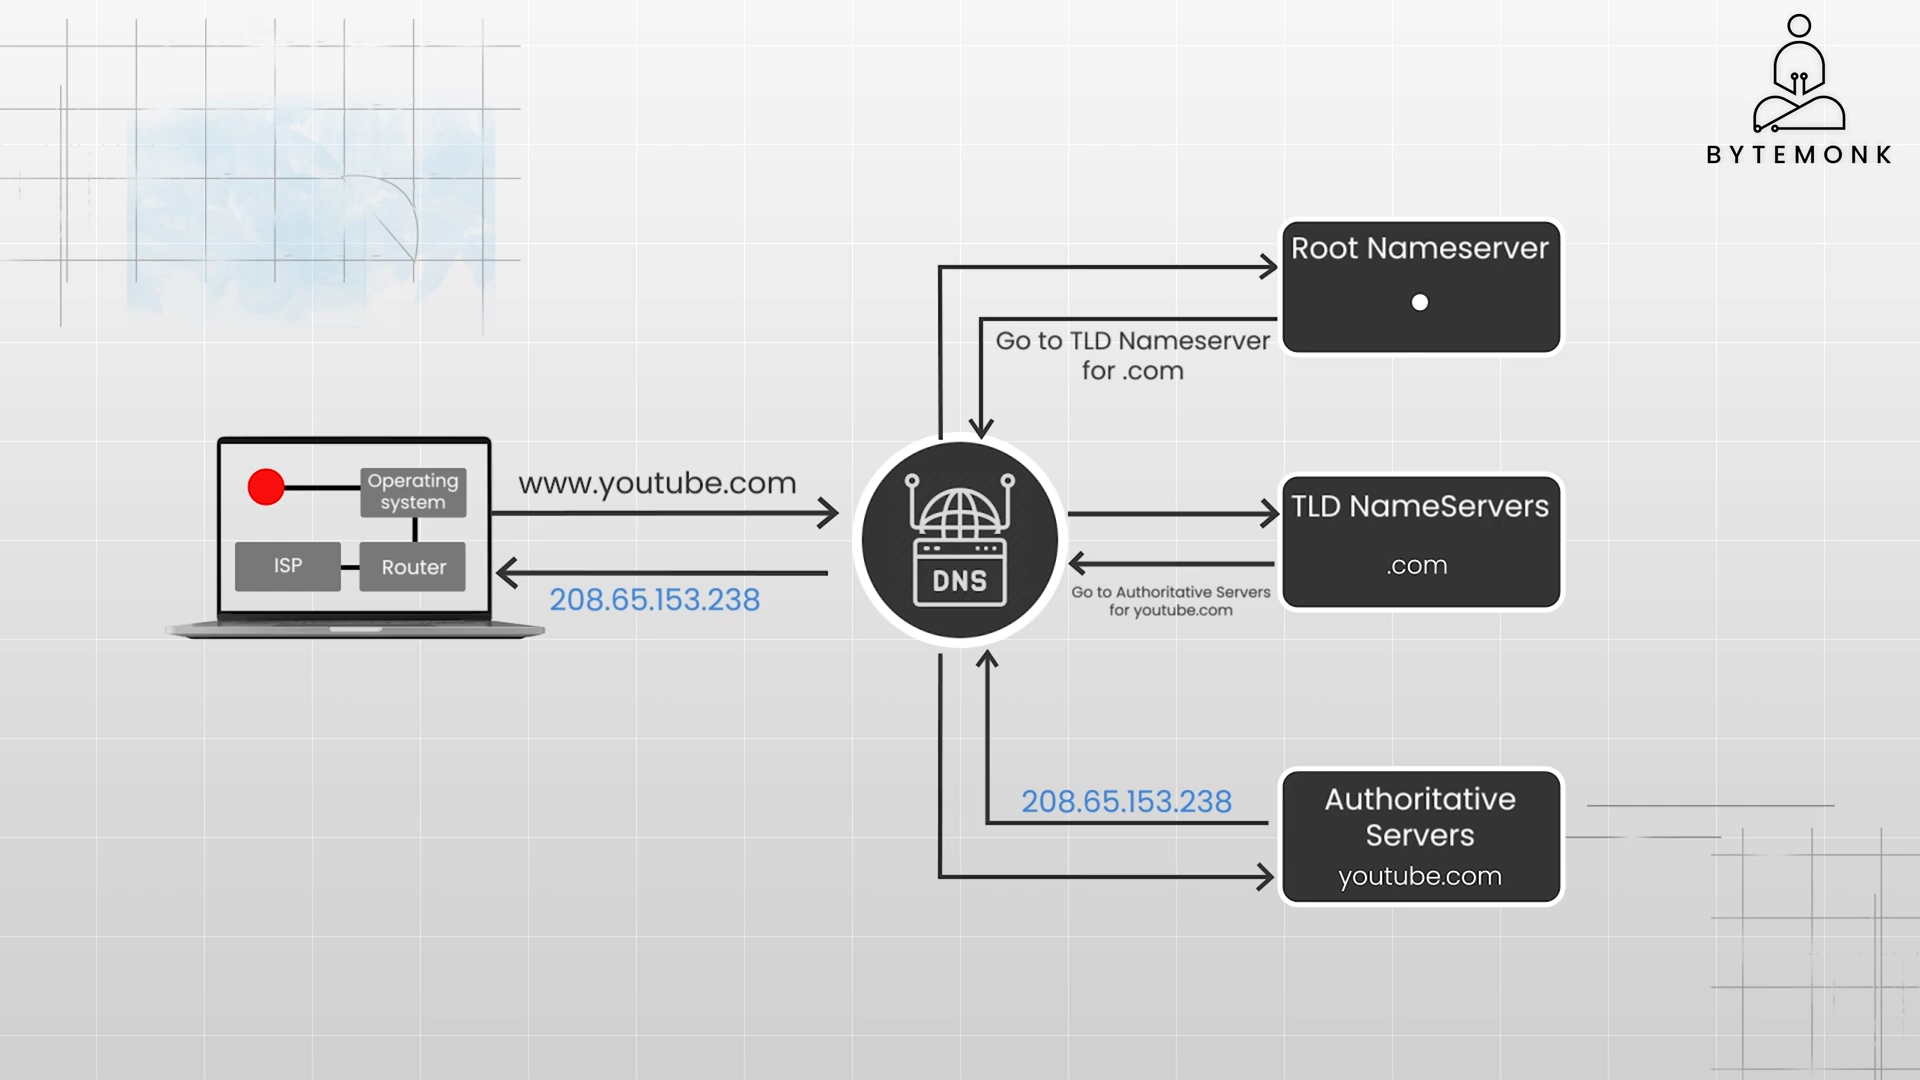 BYTEMONK
Root Nameserver
Go to TLD Nameserver
for .com
Operating
system
ISP
Router
www.youtube.com
208.65.153.238
DNS
TLD NameServers
.com
Go to Authoritative Servers
for youtube.com
208.65.153.238
Authoritative
Servers
youtube.com